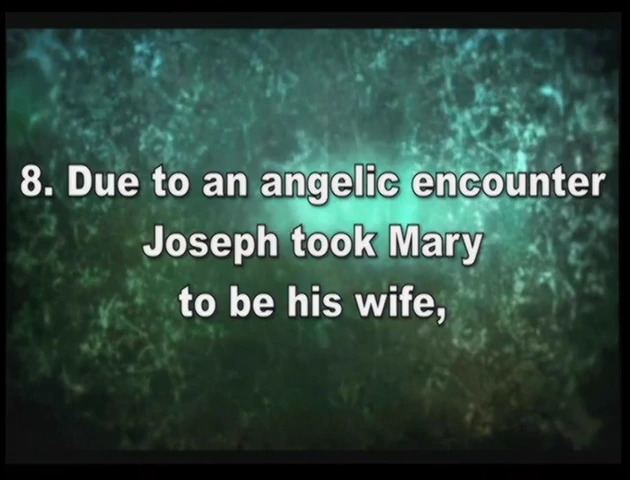 8. Due to an angelic encounter
Joseph took Mary
to be his wife,